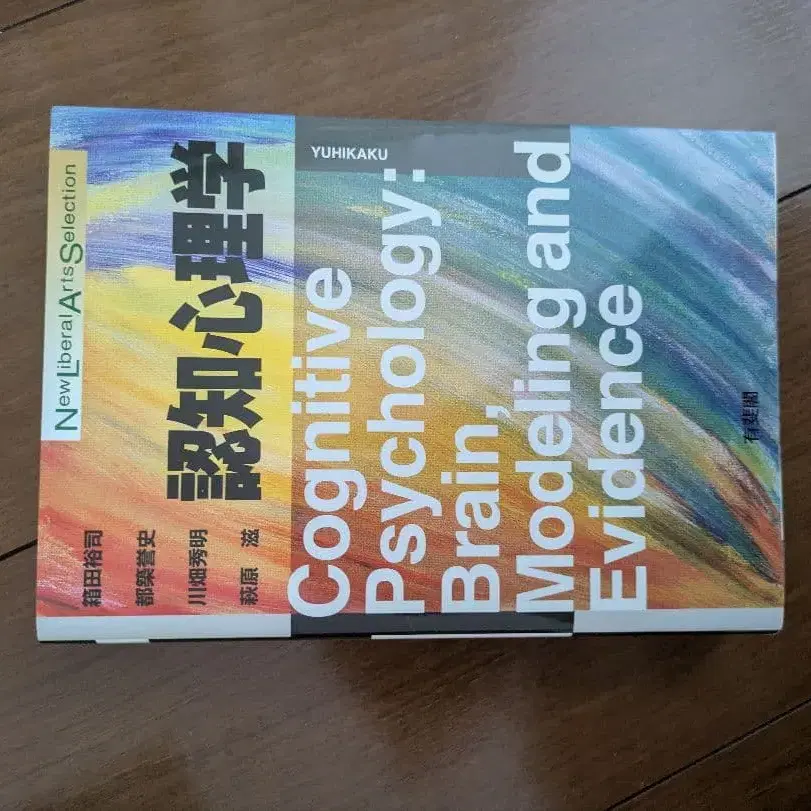 New Liberal Arts Selection
認知心理学
箱田裕司
都築誉史
川畑秀明
萩原 滋
YUHIKAKU
Cognitive
Psychology:
Brain,
Modeling and
Evidence
有斐閣